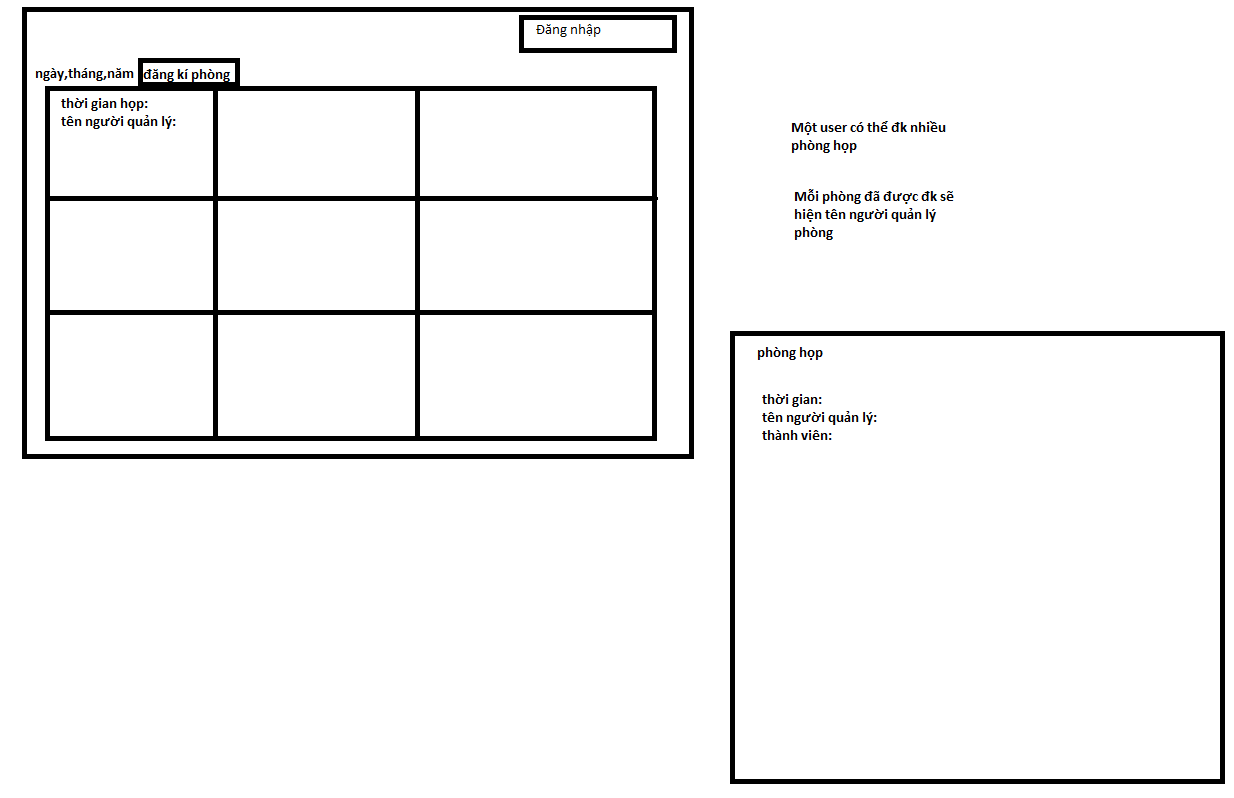 Đăng nhập
ngày,tháng,năm
đăng kí phòng
thời gian họp:
tên người quản lý:
Một user có thể đk nhiều
phòng họp
Mỗi phòng đã được đk sẽ
hiện tên người quản lý
phòng
phòng họp
thời gian:
tên người quản lý:
thành viên: